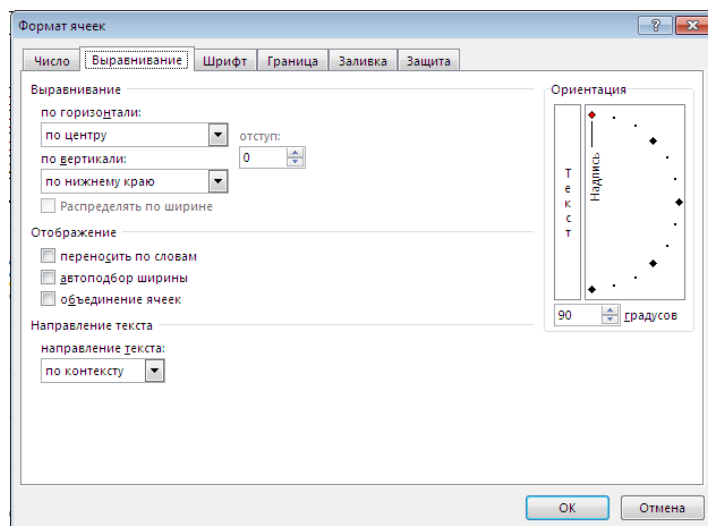 Формат ячеек
Число Выравнивание Шрифт Граница Заливка Защита
Выравнивание
по горизонтали:
по центру
отступ:
0
по вертикали:
по нижнему краю
Распределять по ширине
Отображение
переносить по словам
автоподбор ширины
объединение ячеек
Направление текста
направление текста:
по контексту
Ориентация
Текст
Надпись
90 градусов
ОК Отмена